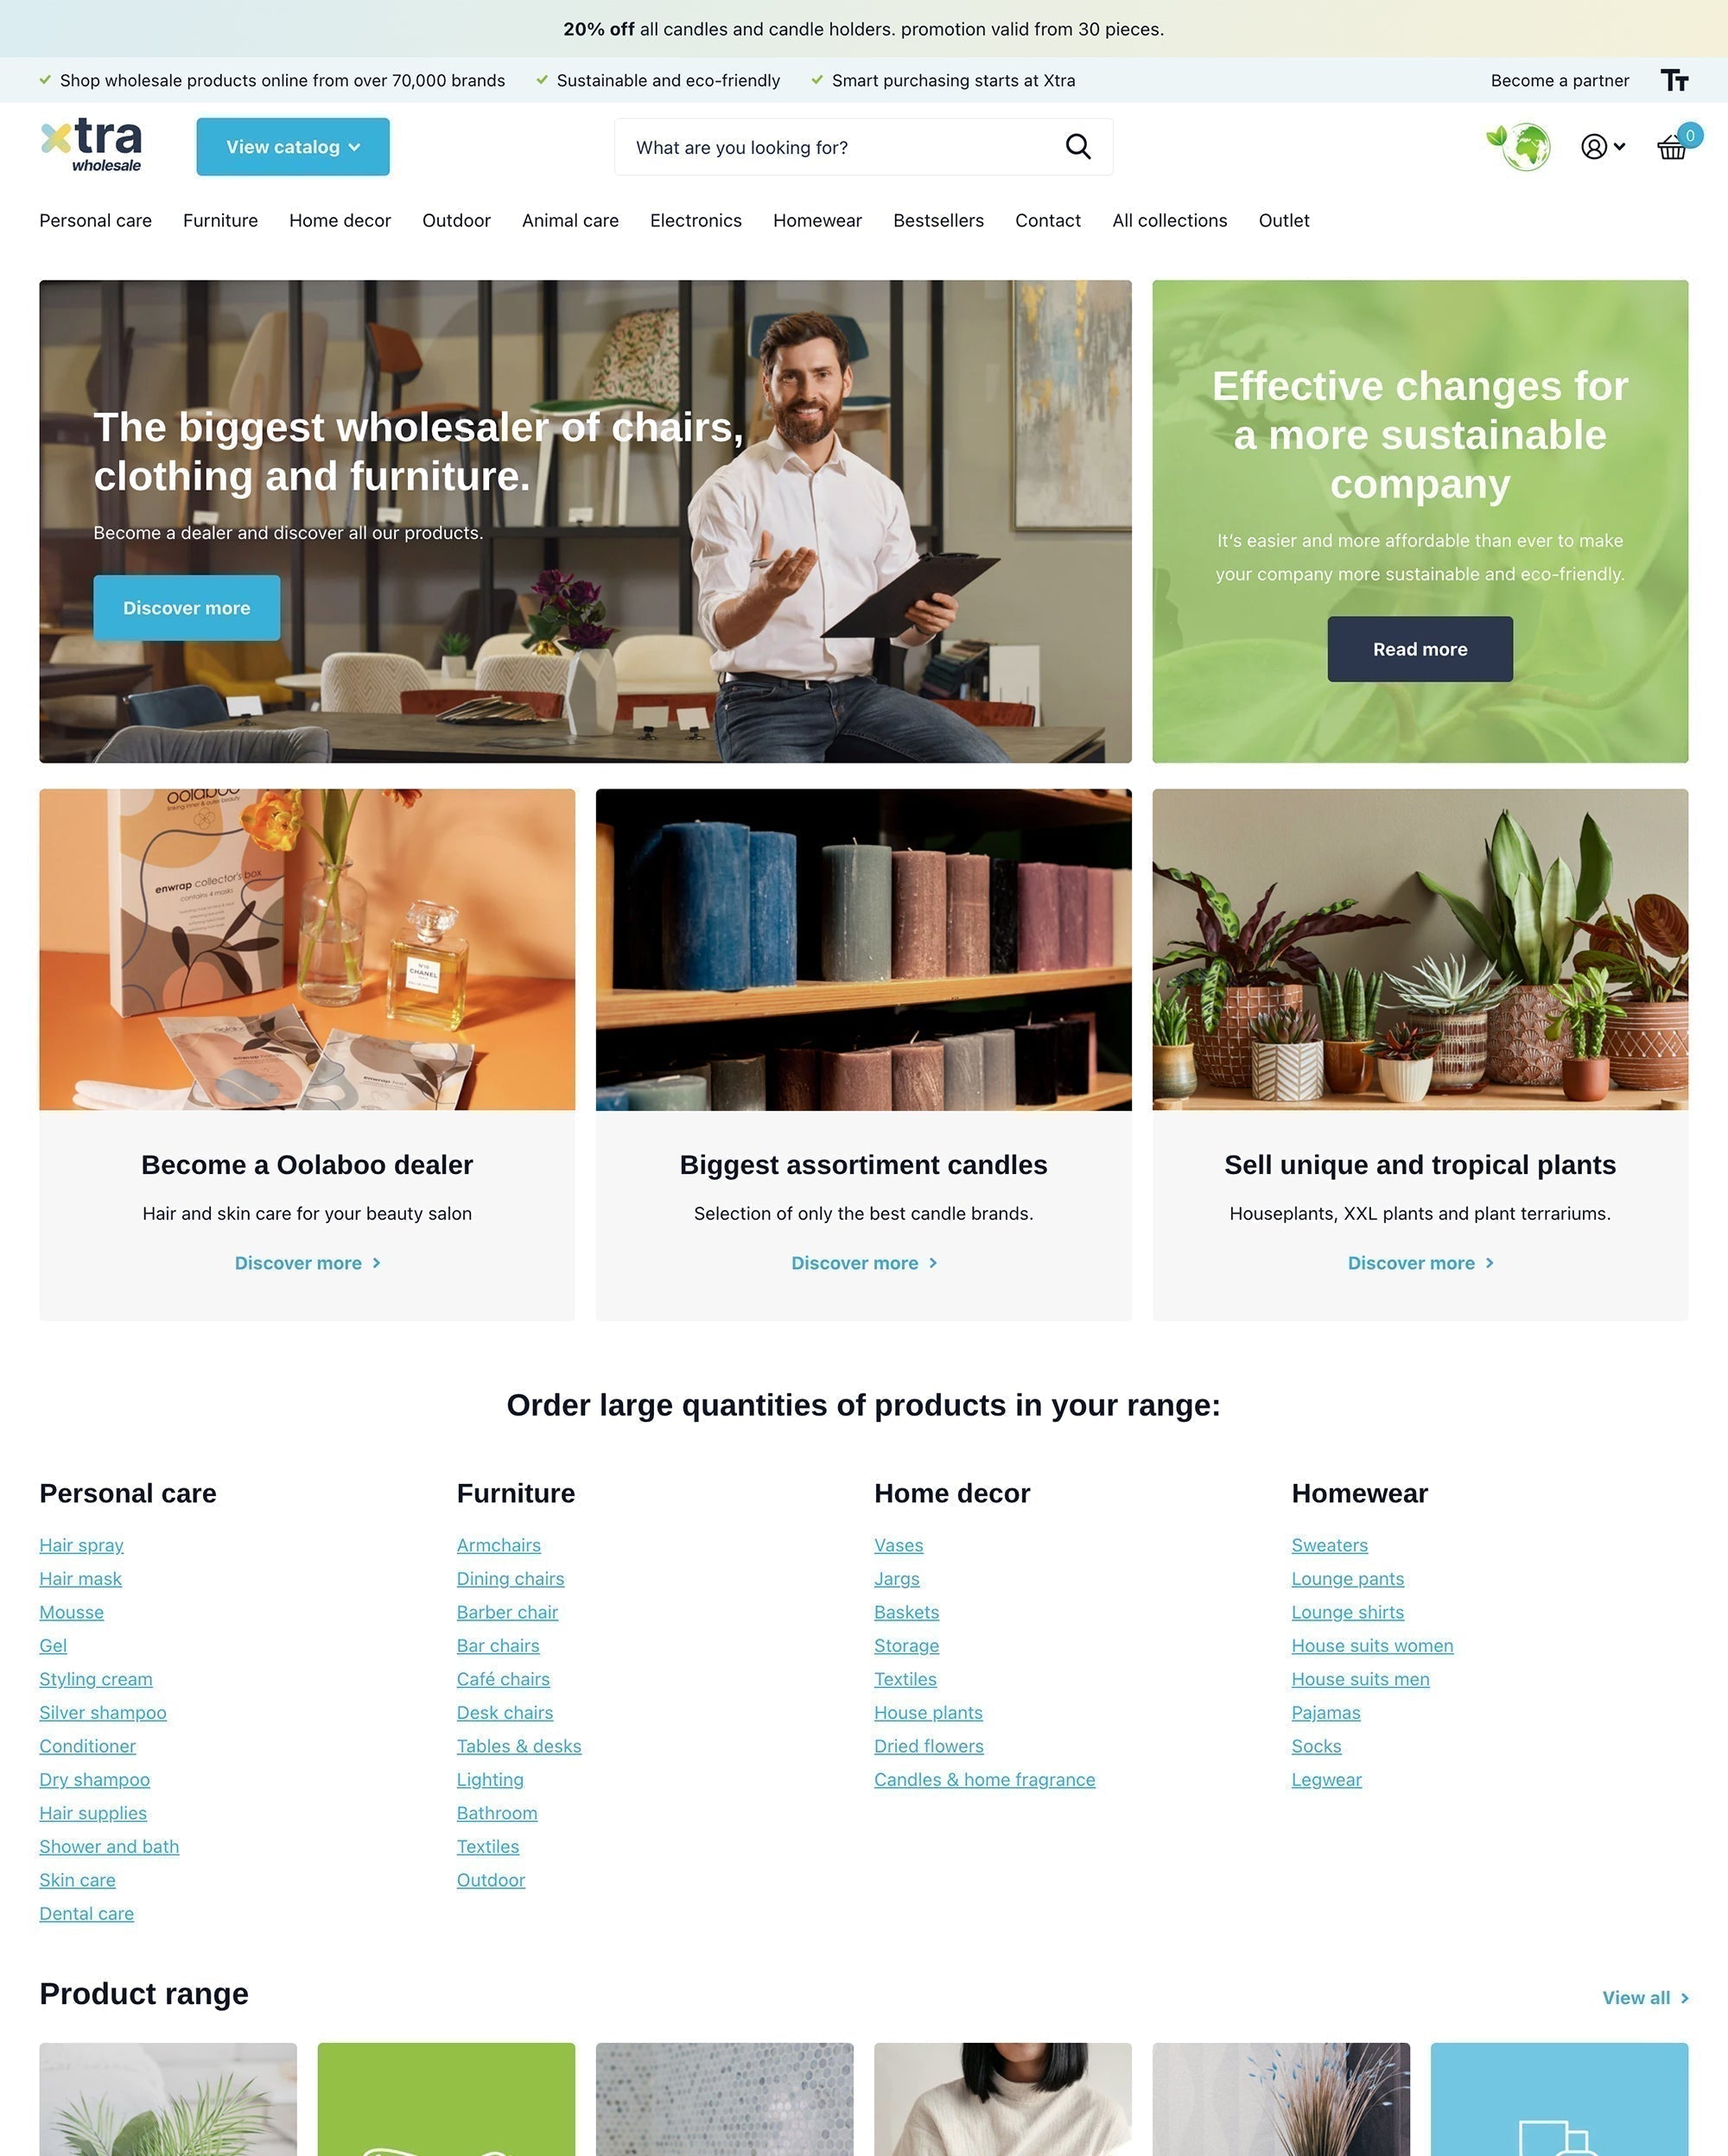 20% off all candles and candle holders. promotion valid from 30 pieces.
Shop wholesale products online from over 70,000 brands
Sustainable and eco-friendly
Smart purchasing starts at Xtra
Become a partner
TT
xtra
wholesale
View catalog
What are you looking for?
0
Personal care
Furniture
Home decor
Outdoor
Animal care
Electronics
Homewear
Bestsellers
Contact
All collections
Outlet
The biggest wholesaler of chairs,
clothing and furniture.
Become a dealer and discover all our products.
Discover more
Effective changes for
a more sustainable
company
It's easier and more affordable than ever to make
your company more sustainable and eco-friendly.
Read more
oolaboo
enwrap collector's box
contains 4 masks
CHANEL
Become a Oolaboo dealer
Hair and skin care for your beauty salon
Discover more
Biggest assortiment candles
Selection of only the best candle brands.
Discover more
Sell unique and tropical plants
Houseplants, XXL plants and plant terrariums.
Discover more
Order large quantities of products in your range:
Personal care
Hair spray
Hair mask
Mousse
Gel
Styling cream
Silver shampoo
Conditioner
Dry shampoo
Hair supplies
Shower and bath
Skin care
Dental care
Furniture
Armchairs
Dining chairs
Barber chair
Bar chairs
Café chairs
Desk chairs
Tables & desks
Lighting
Bathroom
Textiles
Outdoor
Home decor
Vases
Jargs
Baskets
Storage
Textiles
House plants
Dried flowers
Candles & home fragrance
Homewear
Sweaters
Lounge pants
Lounge shirts
House suits women
House suits men
Pajamas
Socks
Legwear
Product range
View all